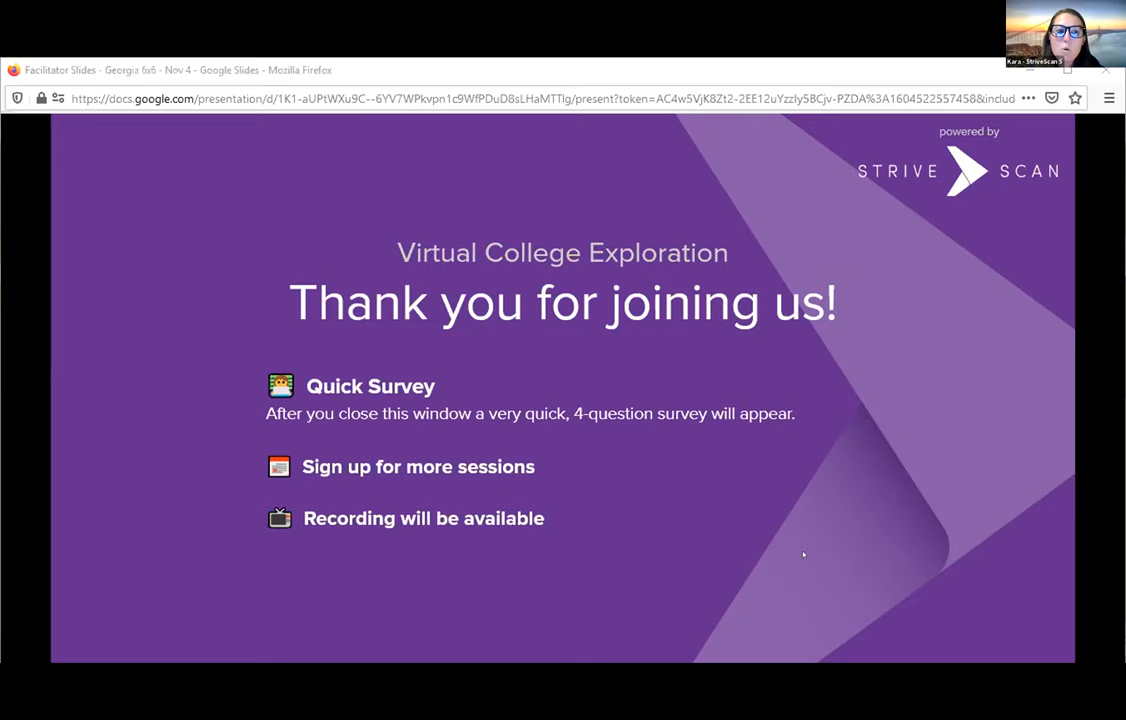 Kara - StriveScan 5
Facilitator Slides - Georgia 6x6 - Nov 4 - Google Slides - Mozilla Firefox
https://docs.google.com/presentation/d/1K1-aUPtWXu9C--6YV7WPkvpn1c9WfPDuD8sLHaMTTlg/present?token=AC4w5VjK8Zt2-2EE12uYzzly5BCjv-PZDA%3A1604522557458&includ
powered by
STRIVE SCAN
Virtual College Exploration
Thank you for joining us!
Quick Survey
After you close this window a very quick, 4-question survey will appear.
Sign up for more sessions
Recording will be available